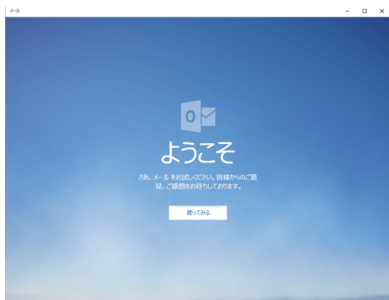 メール
ようこそ
さあ、メール をお試しください。皆様からのご意
見、ご感想をお待ちしております。
使ってみる